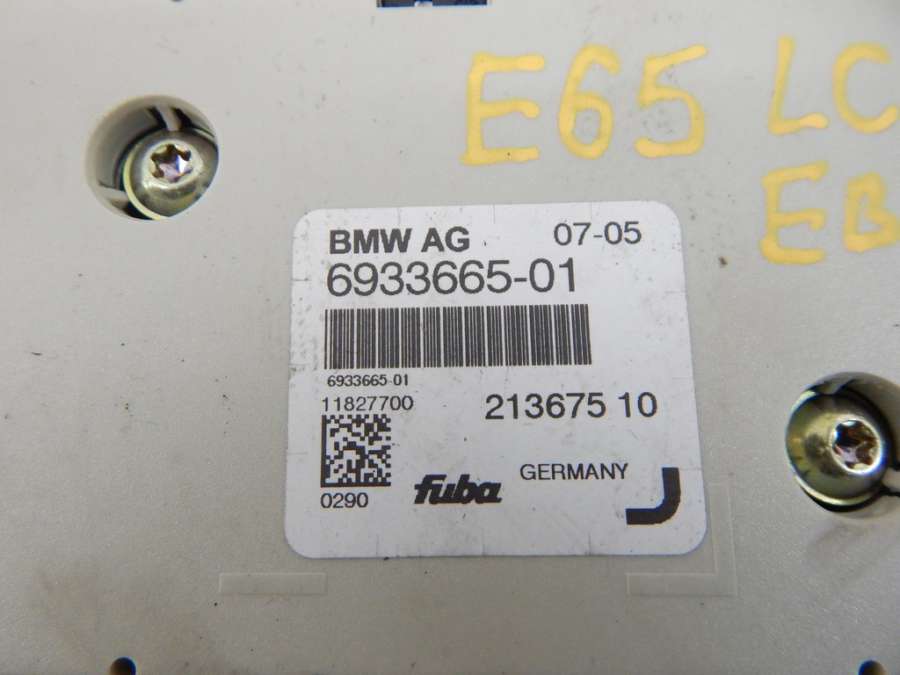 E65 LC
EB
BMW AG 07-05
6933665-01
6933665-01
11827700
213675 10
0290 fuba GERMANY
J